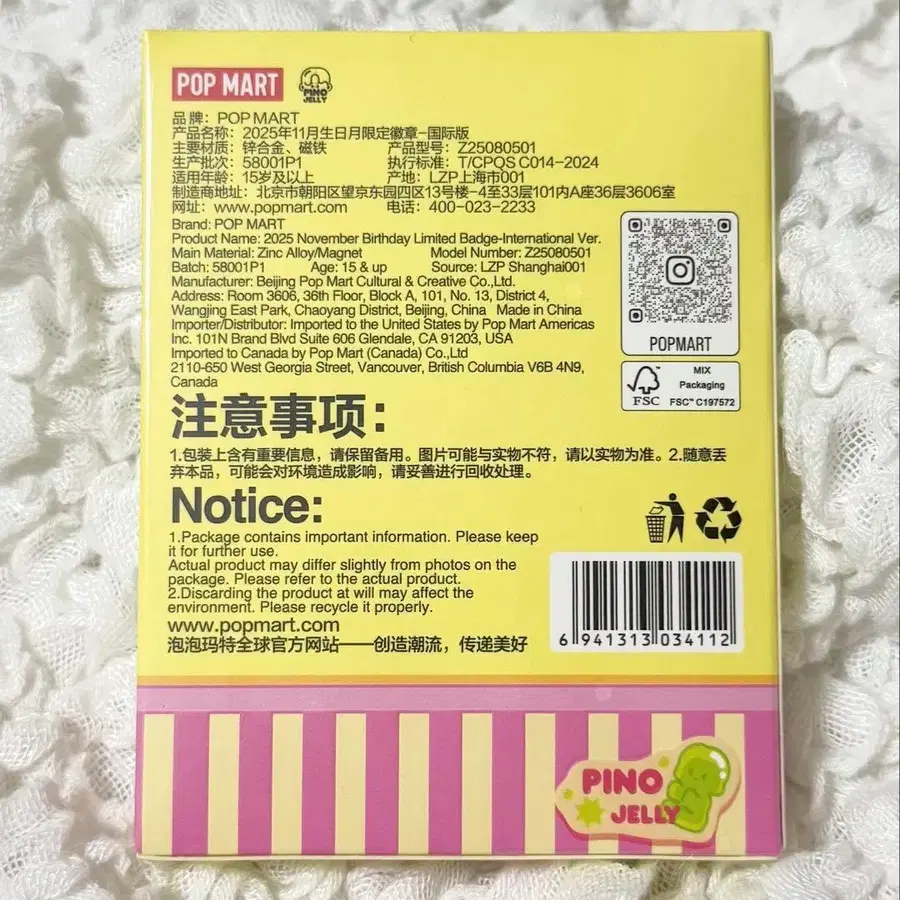 POP MART
PINO JELLY
品牌：POP MART
产品名称：2025年11月生日月限定徽章-国际版
主要材质：锌合金、磁铁 产品型号：Z25080501
生产批次：58001P1 执行标准：T/CPQS C014-2024
适用年龄：15岁及以上 产地：LZP上海市001
制造商地址：北京市朝阳区望京东园四区13号楼-4至33层101内A座36层3606室
网址：www.popmart.com 电话：400-023-2233
Brand: POP MART
Product Name: 2025 November Birthday Limited Badge-International Ver.
Main Material: Zinc Alloy/Magnet Model Number: Z25080501
Batch: 58001P1 Age: 15 & up Source: LZP Shanghai001
Manufacturer: Beijing Pop Mart Cultural & Creative Co.,Ltd.
Address: Room 3606, 36th Floor, Block A, 101, No. 13, District 4,
Wangjing East Park, Chaoyang District, Beijing, China Made in China
Importer/Distributor: Imported to the United States by Pop Mart Americas
Inc. 101N Brand Blvd Suite 606 Glendale, CA 91203, USA
Imported to Canada by Pop Mart (Canada) Co.,Ltd
2110-650 West Georgia Street, Vancouver, British Columbia V6B 4N9,
Canada
POPMART
FSC
MIX
Packaging
FSC™ C197572
注意事项：
1.包装上含有重要信息，请保留备用。图片可能与实物不符，请以实物为准。2.随意丢
弃本品，可能会对环境造成影响，请妥善进行回收处理。
Notice:
1.Package contains important information. Please keep
it for further use.
Actual product may differ slightly from photos on the
package. Please refer to the actual product.
2.Discarding the product at will may affect the
environment. Please recycle it properly.
www.popmart.com
泡泡玛特全球官方网站——创造潮流，传递美好
6 941313 034112
PINO
JELLY